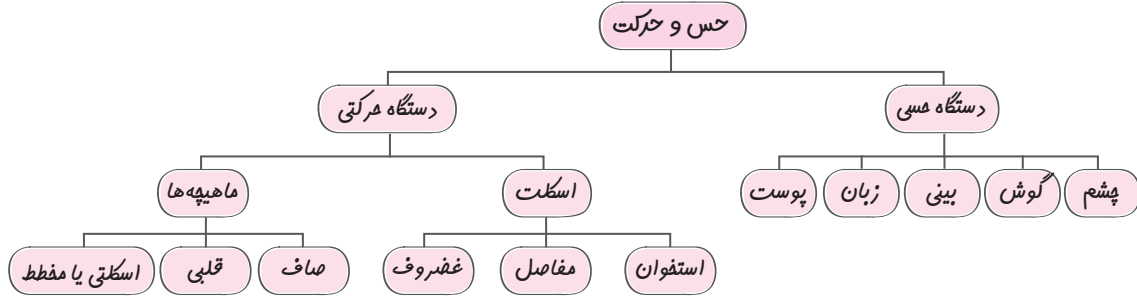 حس و حرکت
دستگاه حسی
دستگاه حرکتی
چشم
گوش
بینی
زبان
پوست
اسکلت
ماهیچه‌ها
استخوان
مفاصل
غضروف
صاف
قلبی
اسکلتی یا مخطط